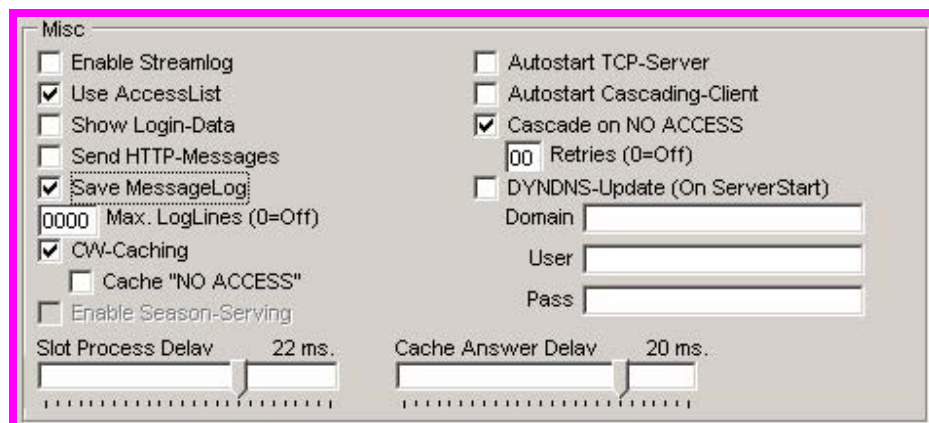 Misc
Enable Streamlog
Use AccessList
Show Login-Data
Send HTTP-Messages
Save MessageLog
0000 Max. LogLines (0=Off)
CW-Caching
Cache "NO ACCESS"
Enable Season-Serving
Autostart TCP-Server
Autostart Cascading-Client
Cascade on NO ACCESS
00 Retries (0=Off)
DYNDNS-Update (On ServerStart)
Domain
User
Pass
Slot Process Delay 22 ms.
Cache Answer Delay 20 ms.